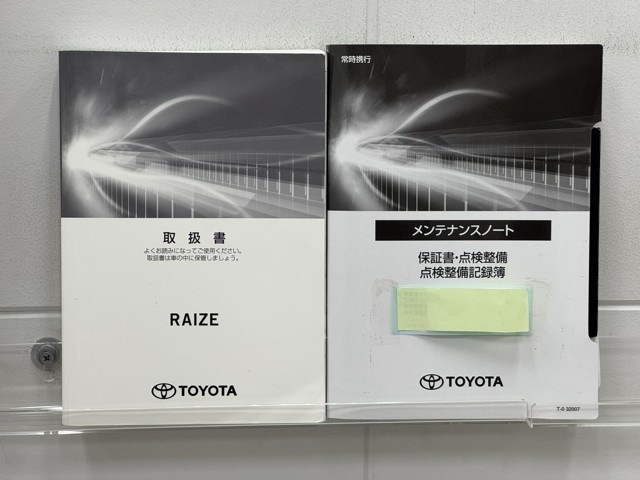 取扱書
よくお読みになってご使用ください。
取扱書は車の中に保管しましょう。
RAIZE
TOYOTA
常時携行
メンテナンスノート
保証書・点検整備
点検整備記録簿
TOYOTA